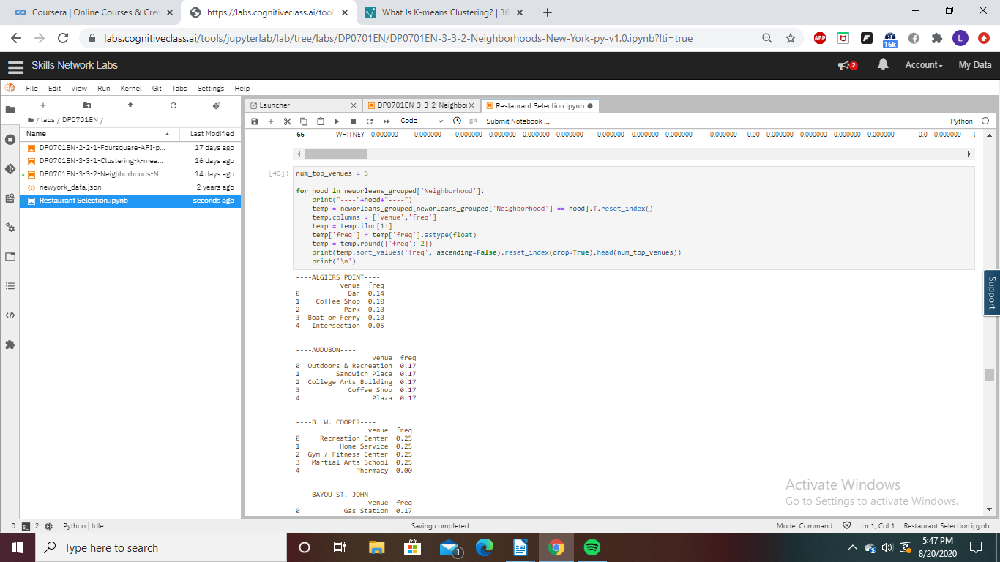 Coursera | Online Courses & Cred
https://labs.cognitiveclass.ai/tool
What Is K-means Clustering? | 36
labs.cognitiveclass.ai/tools/jupyterlab/lab/tree/labs/DP0701EN/DP0701EN-3-3-2-Neighborhoods-New-York-py-v1.0.ipynb?lti=true
ABP
16k
L
Skills Network Labs
2
Account
My Data
File Edit View Run Kernel Git Tabs Settings Help
/ labs / DP0701EN /
Name Last Modified
DP0701EN-2-2-1-Foursquare-API-p... 17 days ago
DP0701EN-3-3-1-Clustering-k-mea... 16 days ago
DP0701EN-3-3-2-Neighborhoods-N... 14 days ago
newyork_data.json 2 years ago
Restaurant Selection.ipynb seconds ago
Launcher
DP0701EN-3-3-2-Neighbor
Restaurant Selection.ipynb
Code
git
Submit Notebook ...
Python
66 WHITNEY 0.000000 0.000000 0.000000 0.000000 0.000000 0.000000 0.000000 0.000000 0.000000 0.000000 0.00 0.000000 0.000000 0.000000 0.000000 0.0 0.000000 (
[43]: num_top_venues = 5
for hood in neworleans_grouped['Neighborhood']:
print("----"+hood+"----")
temp = neworleans_grouped[neworleans_grouped['Neighborhood'] == hood].T.reset_index()
temp.columns = ['venue','freq']
temp = temp.iloc[1:]
temp['freq'] = temp['freq'].astype(float)
temp = temp.round({'freq': 2})
print(temp.sort_values('freq', ascending=False).reset_index(drop=True).head(num_top_venues))
print('\n')
----ALGIERS POINT----
venue freq
0 Bar 0.14
1 Coffee Shop 0.10
2 Park 0.10
3 Boat or Ferry 0.10
4 Intersection 0.05
----AUDUBON----
venue freq
0 Outdoors & Recreation 0.17
1 Sandwich Place 0.17
2 College Arts Building 0.17
3 Coffee Shop 0.17
4 Plaza 0.17
----B. W. COOPER----
venue freq
0 Recreation Center 0.25
1 Home Service 0.25
2 Gym / Fitness Center 0.25
3 Martial Arts School 0.25
4 Pharmacy 0.00
----BAYOU ST. JOHN----
venue freq
0 Gas Station 0.17
Support
Activate Windows
Go to Settings to activate Windows.
0 2 Python | Idle Saving completed Mode: Command Ln 1, Col 1 Restaurant Selection.ipynb
Type here to search
1
5:47 PM
8/20/2020